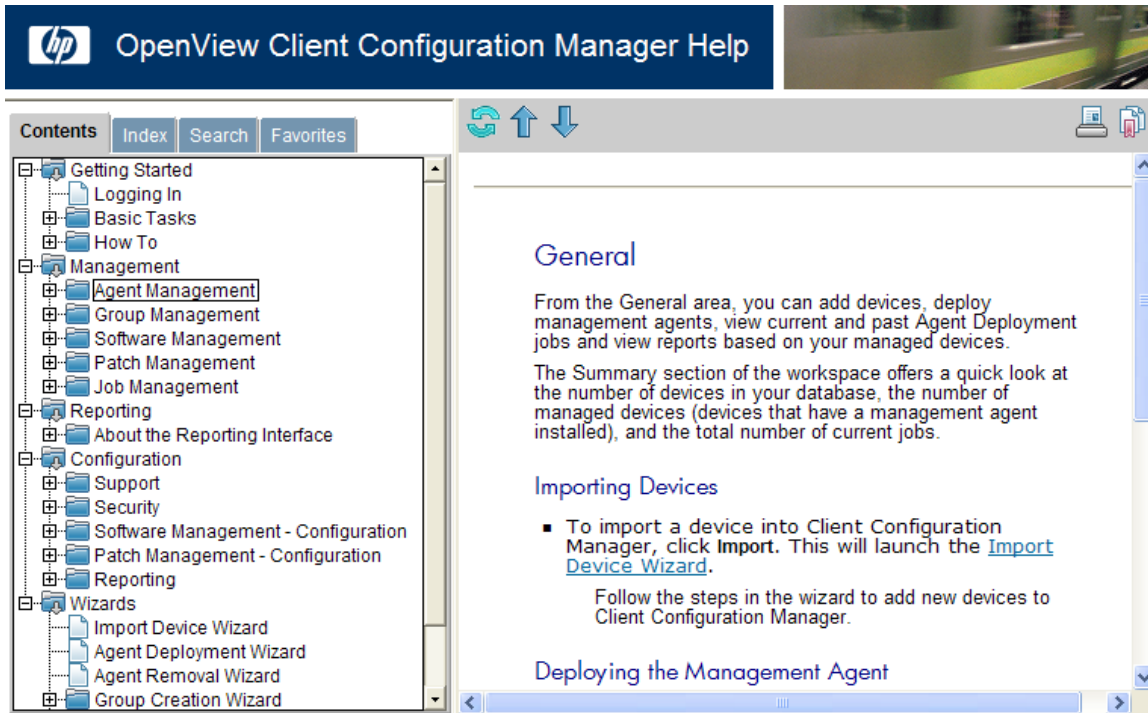 hp
OpenView Client Configuration Manager Help
Contents Index Search Favorites
Getting Started
Logging In
Basic Tasks
How To
Management
Agent Management
Group Management
Software Management
Patch Management
Job Management
Reporting
About the Reporting Interface
Configuration
Support
Security
Software Management - Configuration
Patch Management - Configuration
Reporting
Wizards
Import Device Wizard
Agent Deployment Wizard
Agent Removal Wizard
Group Creation Wizard
General
From the General area, you can add devices, deploy
management agents, view current and past Agent Deployment
jobs and view reports based on your managed devices.
The Summary section of the workspace offers a quick look at
the number of devices in your database, the number of
managed devices (devices that have a management agent
installed), and the total number of current jobs.
Importing Devices
▪ To import a device into Client Configuration
Manager, click Import. This will launch the Import
Device Wizard.
Follow the steps in the wizard to add new devices to
Client Configuration Manager.
Deploying the Management Agent